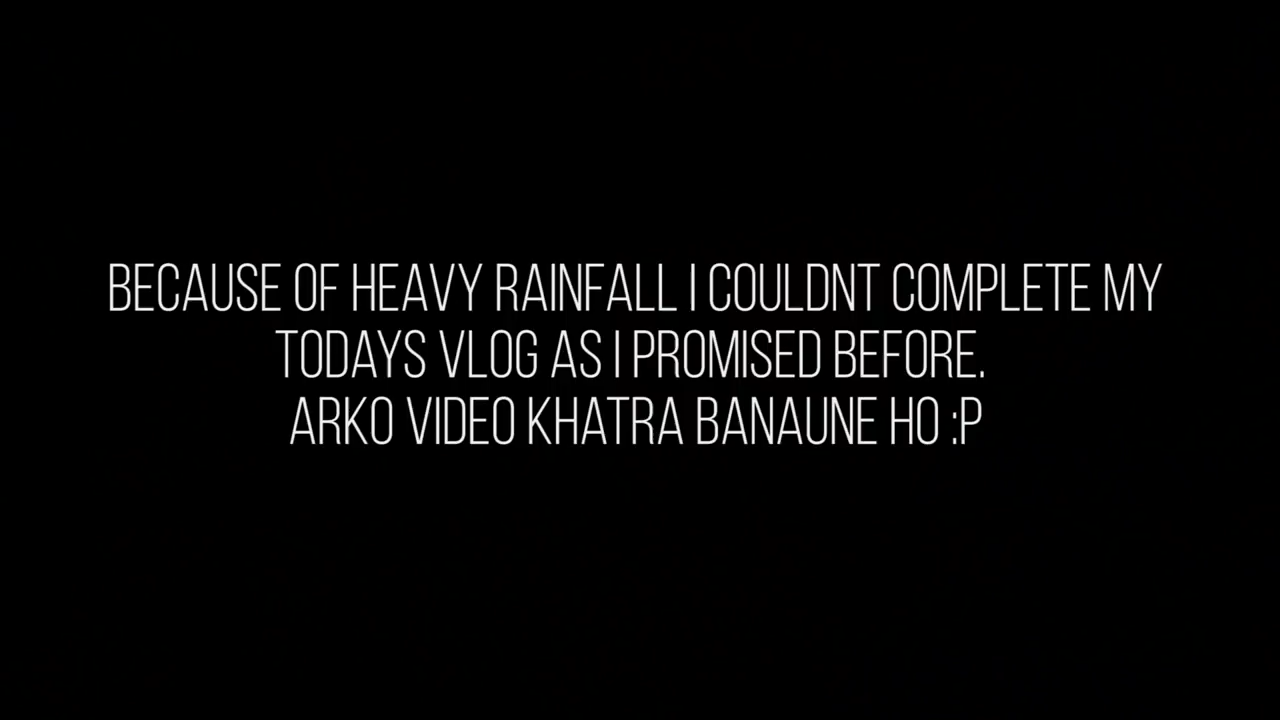 BECAUSE OF HEAVY RAINFALL I COULDNT COMPLETE MY
TODAYS VLOG AS I PROMISED BEFORE.
ARKO VIDEO KHATRA BANAUNE HO :P